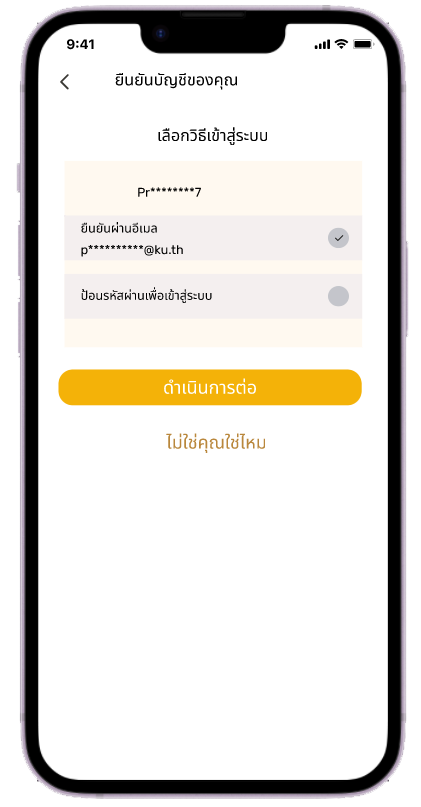 9:41
ยืนยันบัญชีของคุณ
เลือกวิธีเข้าสู่ระบบ
Pr********7
ยืนยันผ่านอีเมล
p**********@ku.th
ป้อนรหัสผ่านเพื่อเข้าสู่ระบบ
ดำเนินการต่อ
ไม่ใช่คุณใช่ไหม